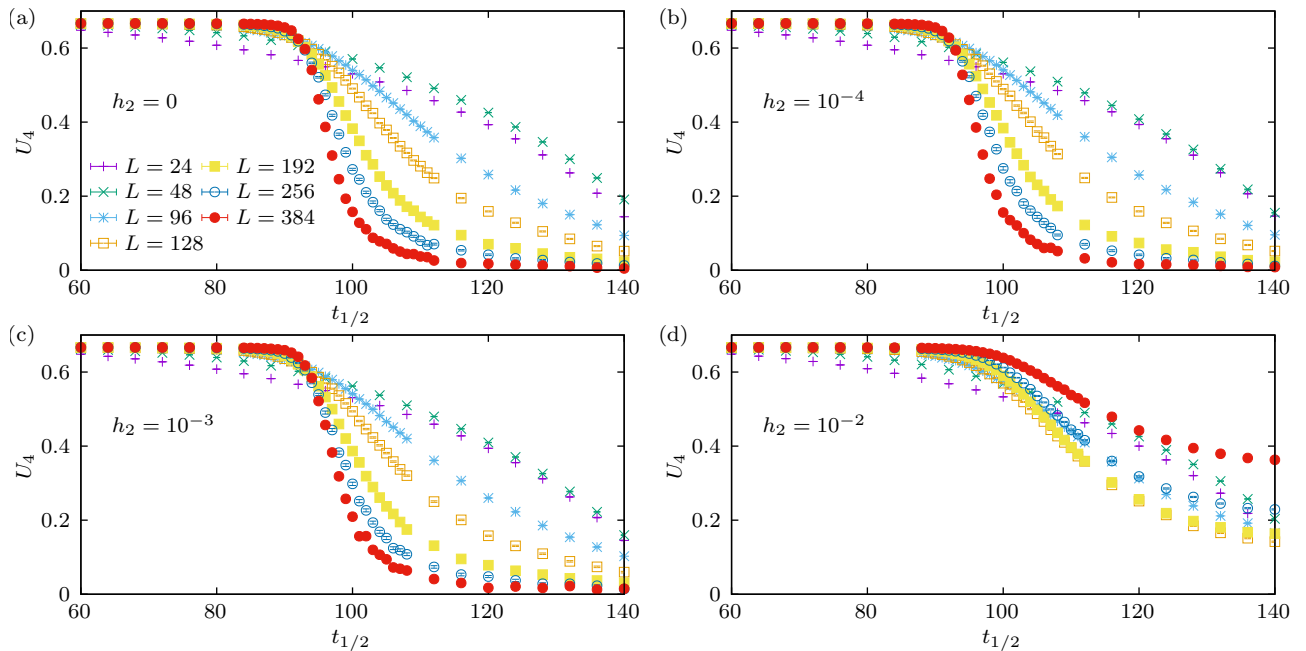 (a)
U₄
0.6
0.4
0.2
0
h₂ = 0
L = 24
L = 48
L = 96
L = 128
L = 192
L = 256
L = 384
60 80 100 120 140
t₁/₂
(b)
U₄
0.6
0.4
0.2
0
h₂ = 10⁻⁴
60 80 100 120 140
t₁/₂
(c)
U₄
0.6
0.4
0.2
0
h₂ = 10⁻³
60 80 100 120 140
t₁/₂
(d)
U₄
0.6
0.4
0.2
0
h₂ = 10⁻²
60 80 100 120 140
t₁/₂